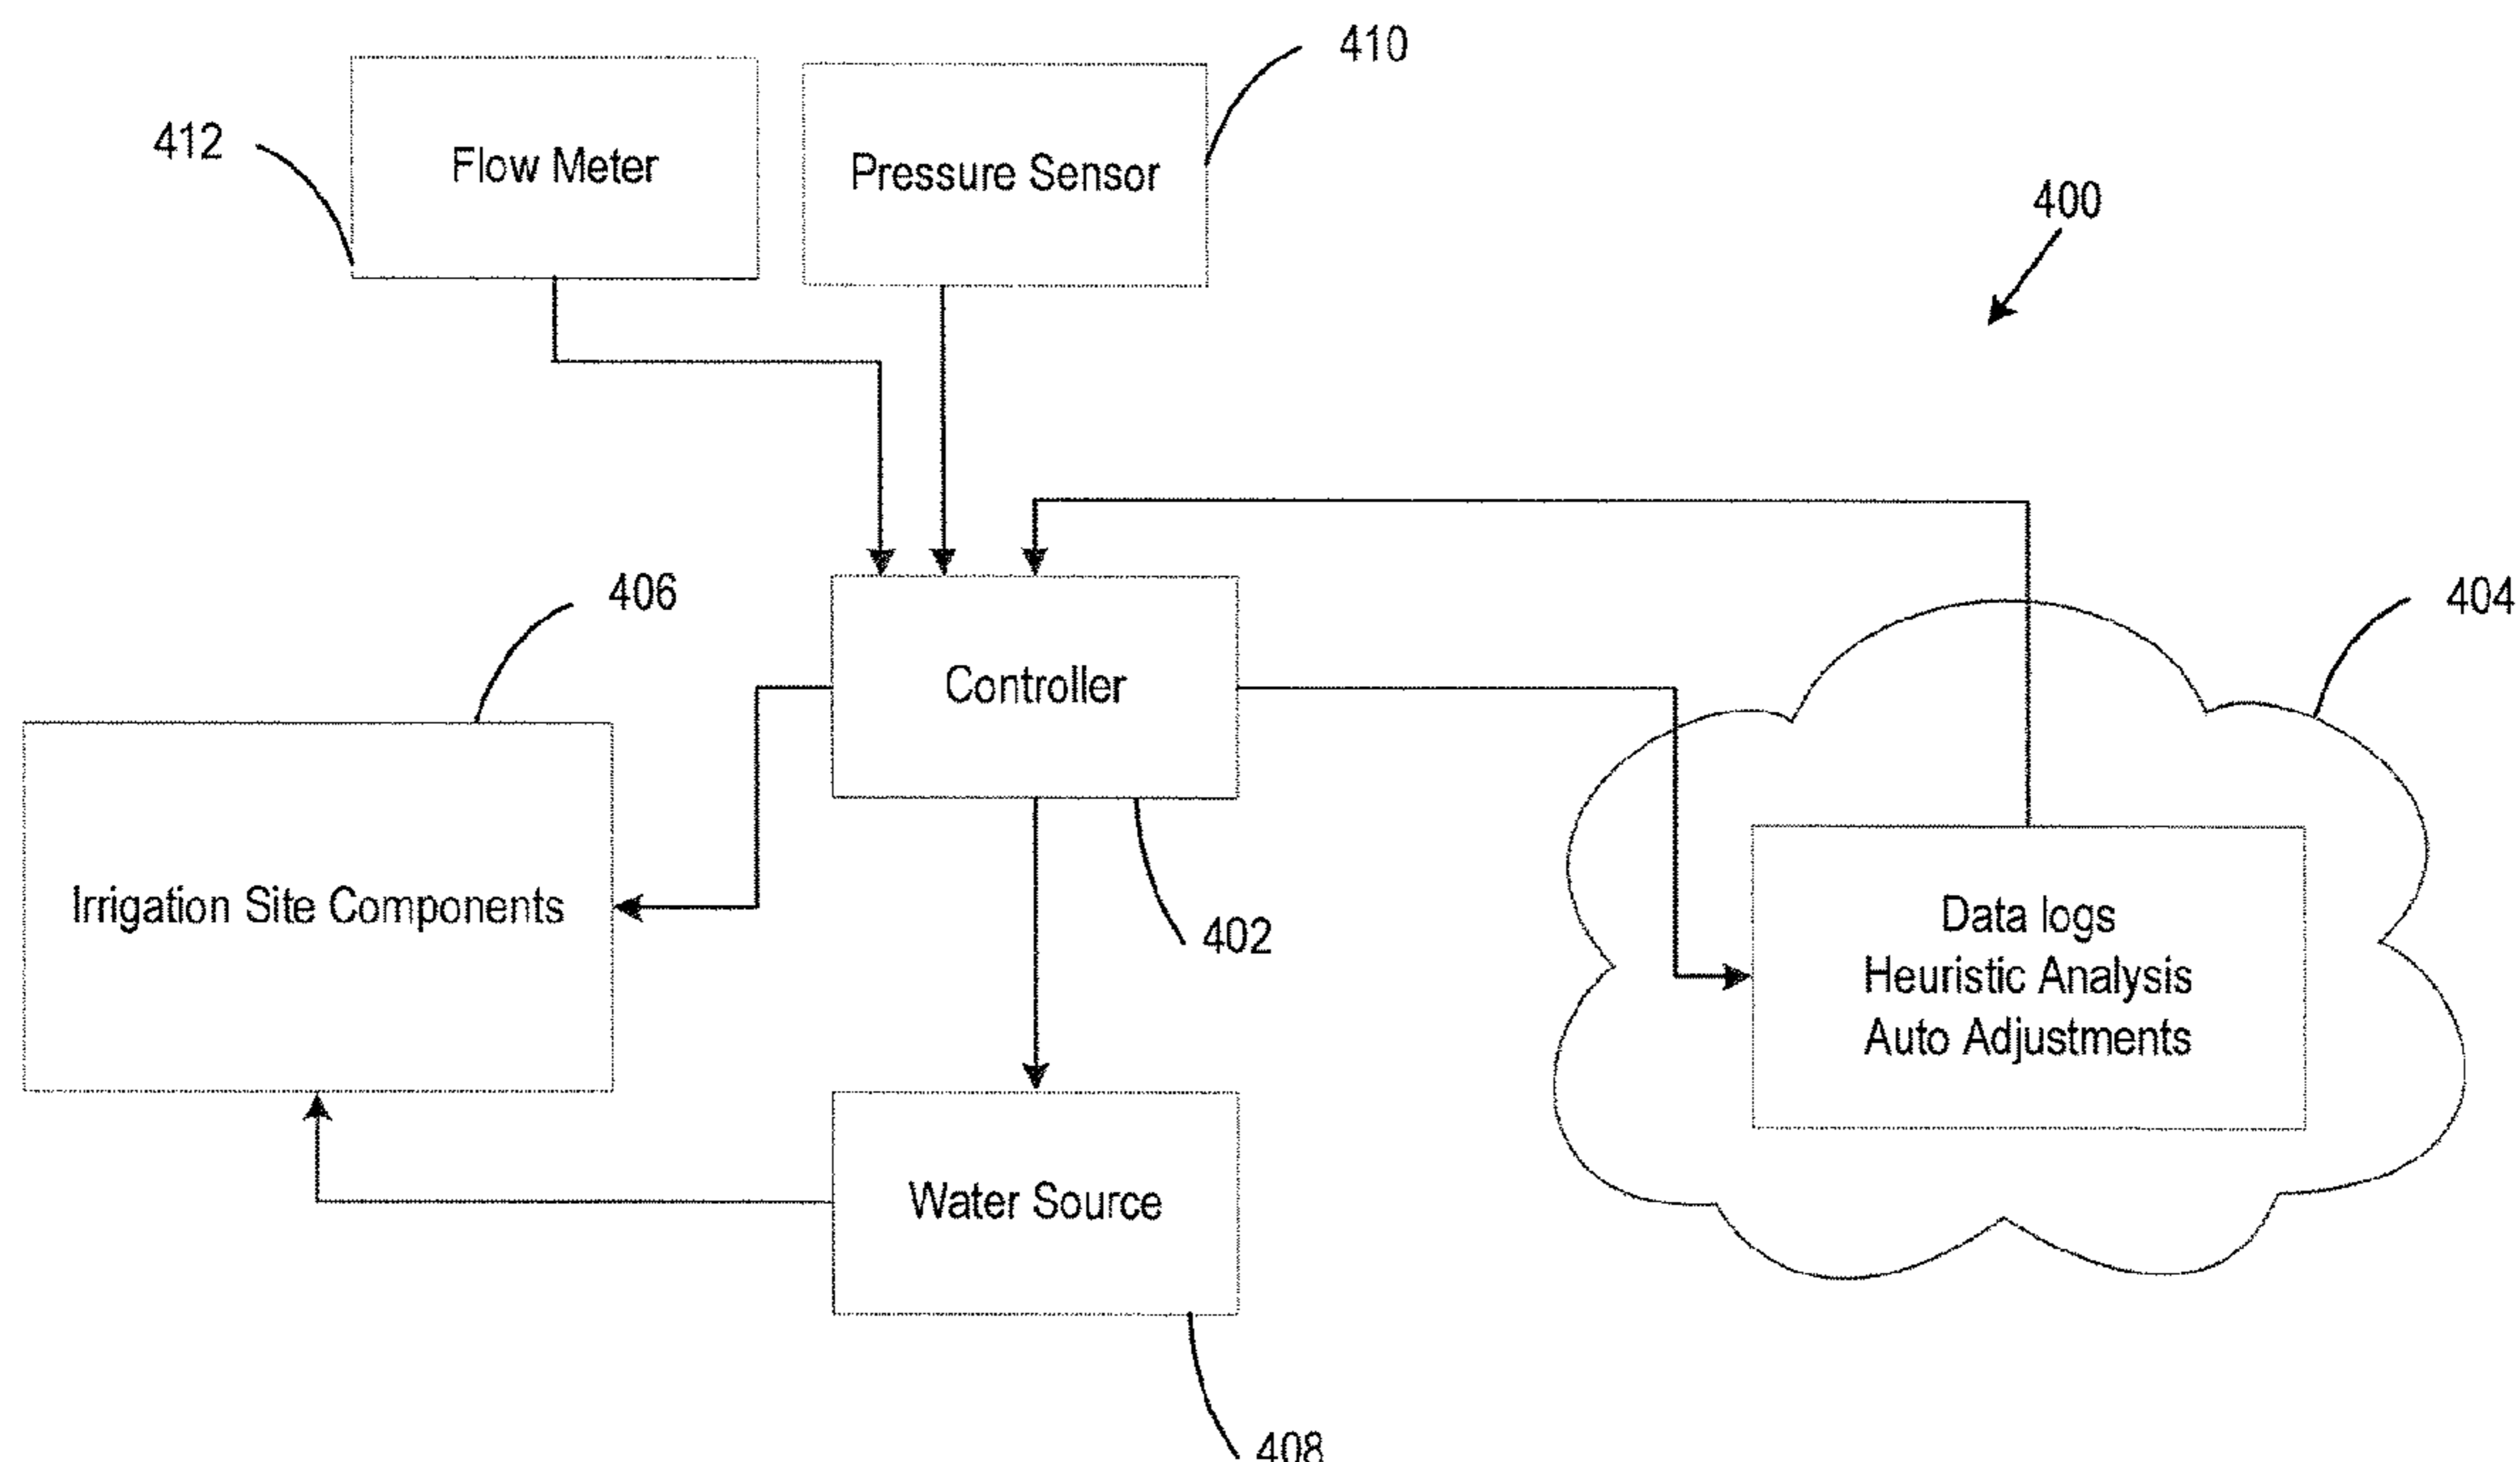 410
412
Flow Meter
Pressure Sensor
400
406
404
Controller
Irrigation Site Components
402
Data logs
Heuristic Analysis
Auto Adjustments
Water Source
408